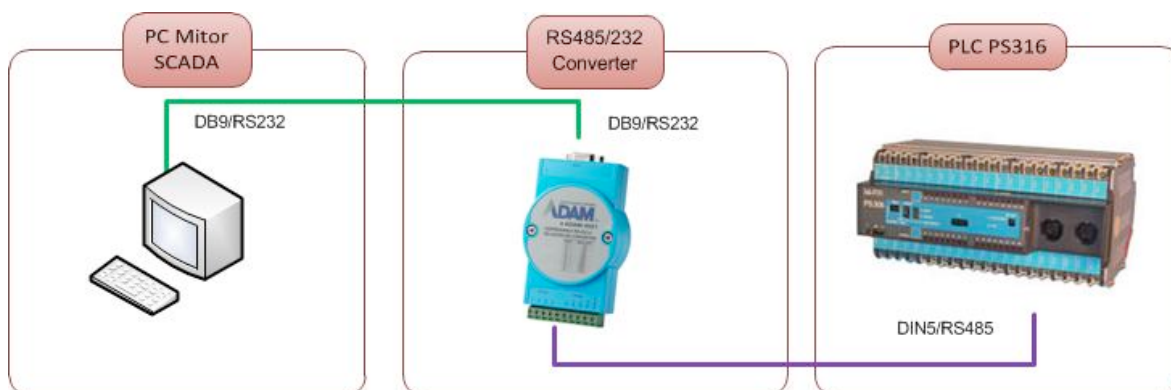 PC Mitor
SCADA
RS485/232
Converter
PLC PS316
DB9/RS232
DB9/RS232
ADAM
DIN5/RS485